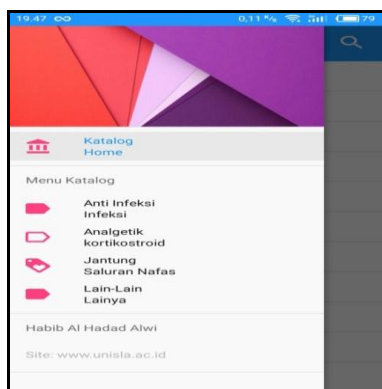 19.47
0,11 ᴷ/s 79
Katalog
Home
Menu Katalog
Anti Infeksi
Infeksi
Analgetik
kortikostroid
Jantung
Saluran Nafas
Lain-Lain
Lainya
Habib Al Hadad Alwi
Site: www.unisla.ac.id